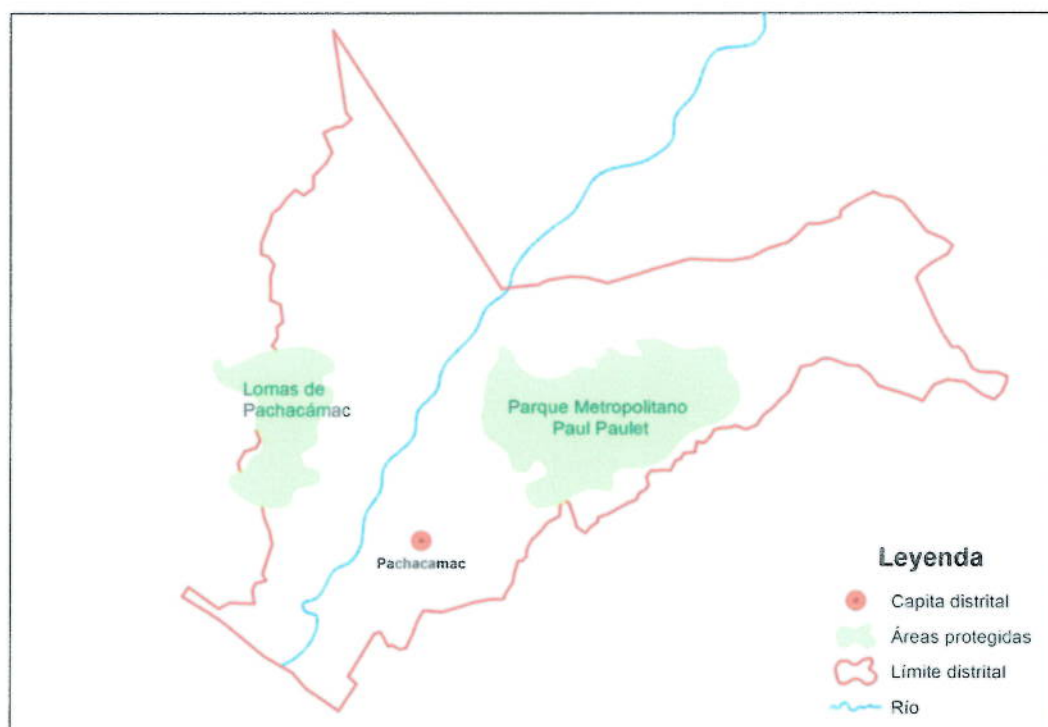 Lomas de
Pachacámac
Parque Metropolitano
Paul Paulet
Pachacamac
Leyenda
Capita distrital
Áreas protegidas
Límite distrital
Río